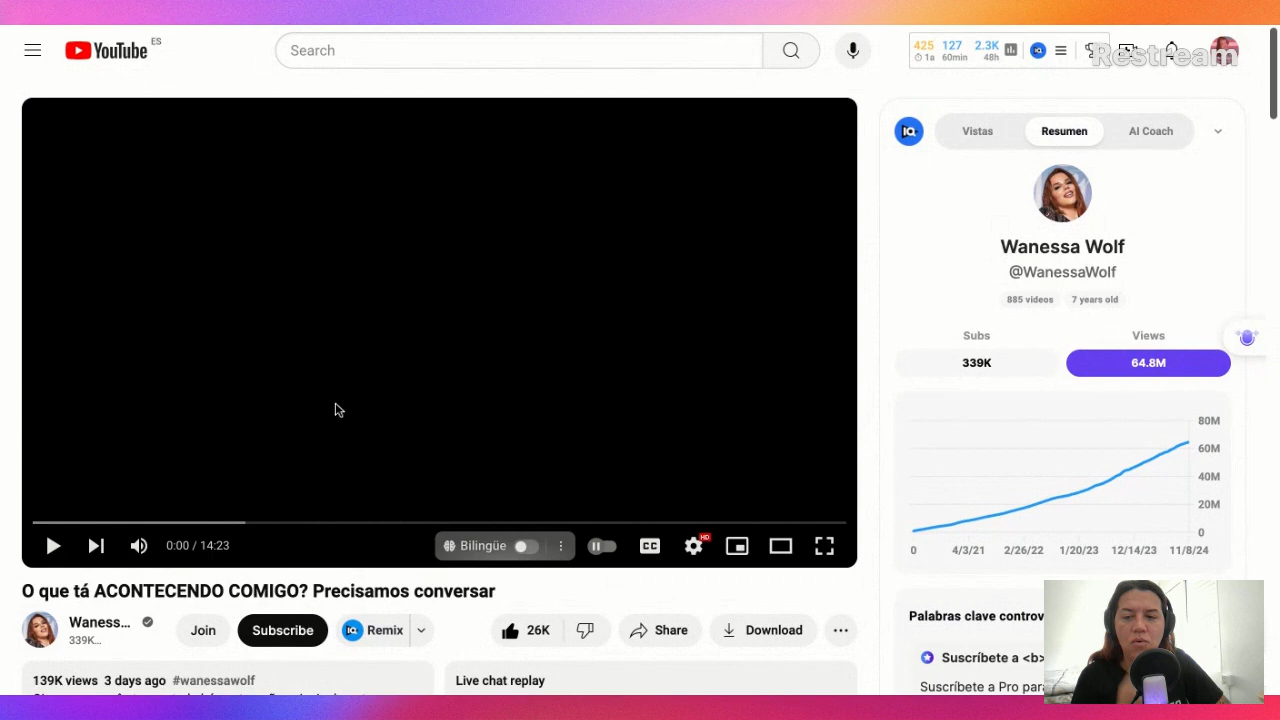 YouTube ES
Search
425 127 2.3K
1a 60min 48h
Restream
Vistas Resumen AI Coach
Wanessa Wolf
@WanessaWolf
885 videos 7 years old
Subs Views
339K 64.8M
80M
60M
40M
20M
0
0 4/3/21 2/26/22 1/20/23 12/14/23 11/8/24
0:00 / 14:23
Bilingüe
CC
HD
O que tá ACONTECENDO COMIGO? Precisamos conversar
Waness...
339K...
Join
Subscribe
IQ Remix
26K
Share
Download
139K views 3 days ago #wanessawolf
Live chat replay
Palabras clave controv
Suscríbete a <b>
Suscríbete a Pro para